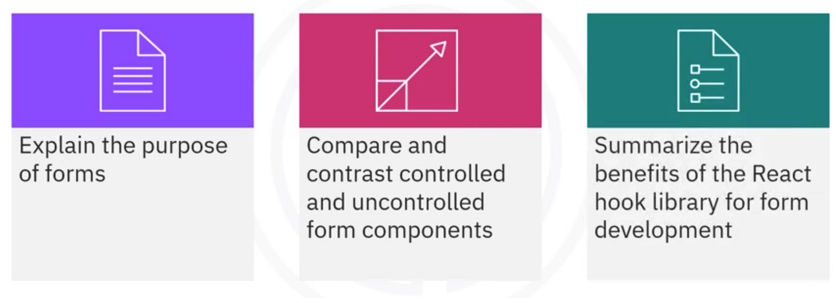 Explain the purpose
of forms
Compare and
contrast controlled
and uncontrolled
form components
Summarize the
benefits of the React
hook library for form
development